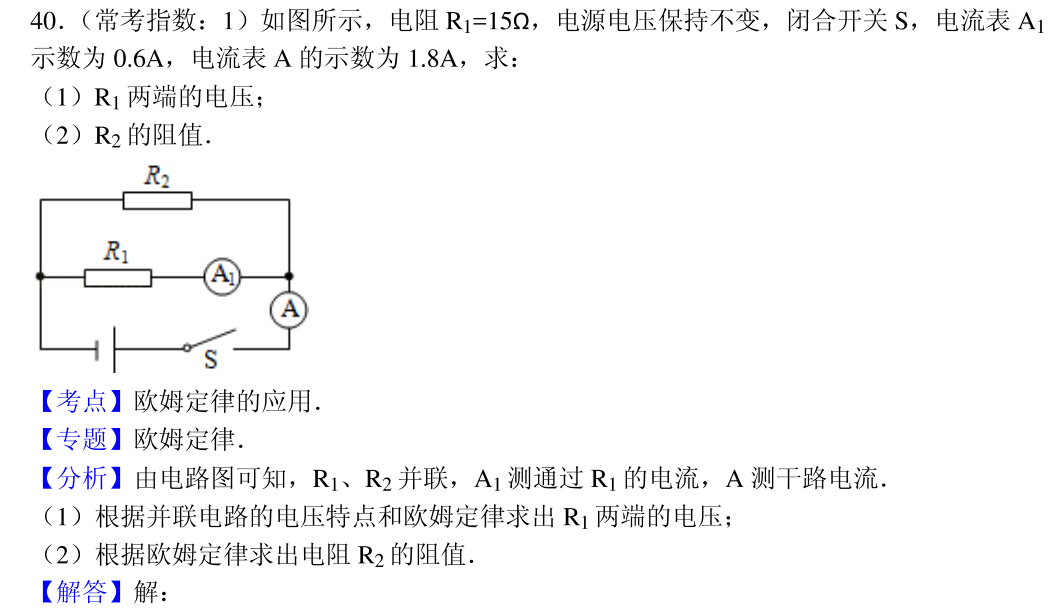 40．（常考指数：1）如图所示，电阻 R₁=15Ω，电源电压保持不变，闭合开关 S，电流表 A₁
示数为 0.6A，电流表 A 的示数为 1.8A，求：
（1）R₁ 两端的电压；
（2）R₂ 的阻值．
R₂
R₁
A₁
A
S
【考点】欧姆定律的应用．
【专题】欧姆定律．
【分析】由电路图可知，R₁、R₂ 并联，A₁ 测通过 R₁ 的电流，A 测干路电流．
（1）根据并联电路的电压特点和欧姆定律求出 R₁ 两端的电压；
（2）根据欧姆定律求出电阻 R₂ 的阻值．
【解答】解：